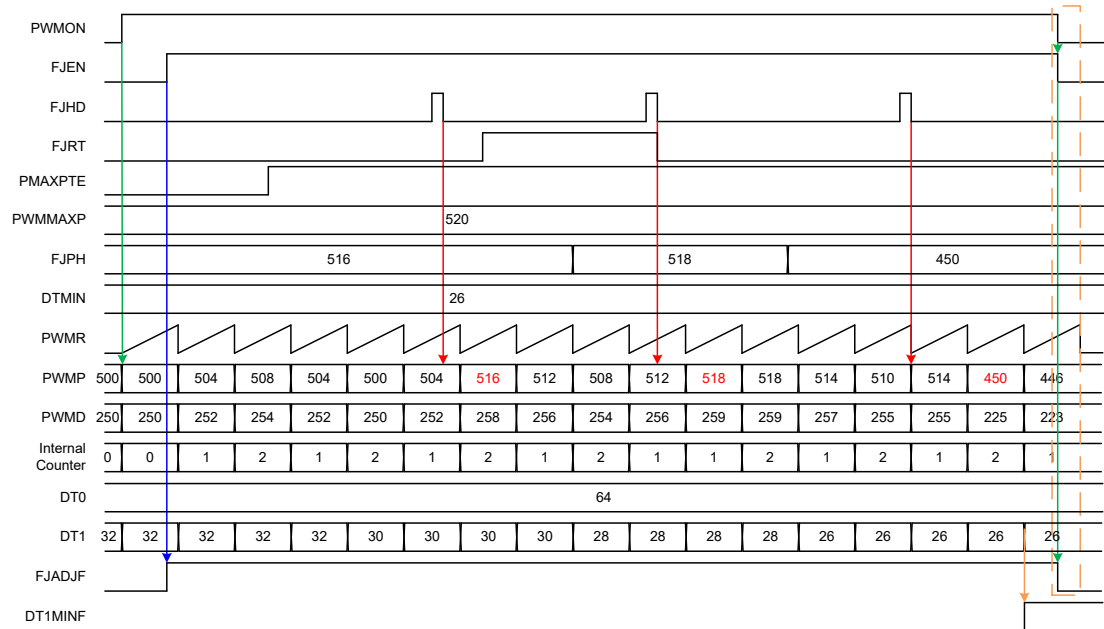 PWMON
FJEN
FJHD
FJRT
PMAXPTE
PWMMAXP 520
FJPH 516 518 450
DTMIN 26
PWMR
PWMP 500 500 504 508 504 500 504 516 512 508 512 518 518 514 510 514 450 446
PWMD 250 250 252 254 252 250 252 258 256 254 256 259 259 257 255 255 225 223
Internal
Counter 0 0 1 2 1 2 1 2 1 2 1 1 2 1 2 1 2 1
DT0 64
DT1 32 32 32 32 32 30 30 30 30 28 28 28 28 26 26 26 26 26
FJADJF
DT1MINF